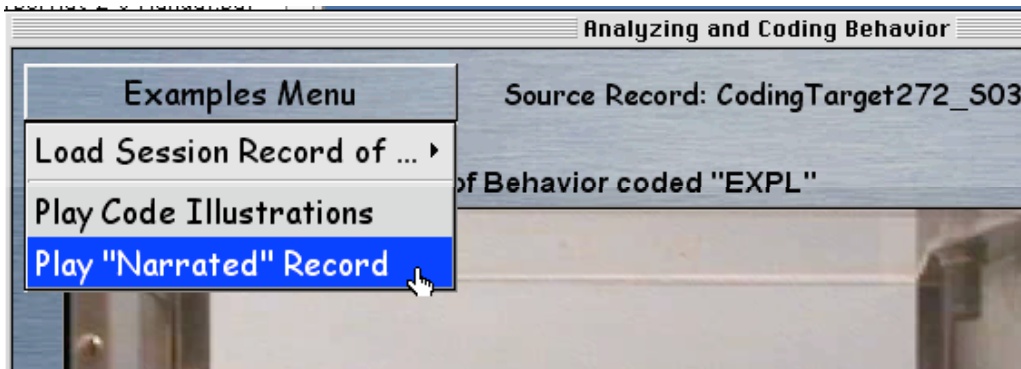 Analyzing and Coding Behavior
Examples Menu
Source Record: CodingTarget272_S03
Load Session Record of ...
of Behavior coded "EXPL"
Play Code Illustrations
Play "Narrated" Record